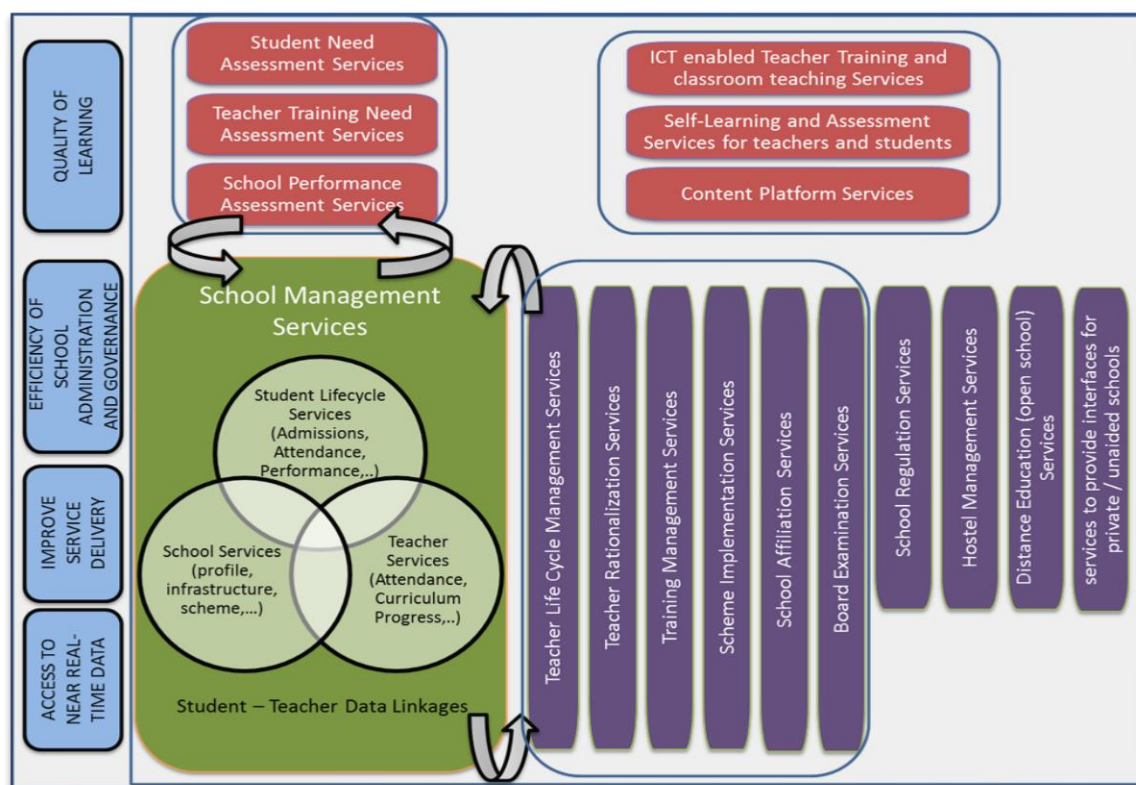 QUALITY OF
LEARNING
EFFICIENCY OF
SCHOOL
ADMINISTRATION
AND GOVERNANCE
IMPROVE
SERVICE
DELIVERY
ACCESS TO
NEAR REAL-
TIME DATA
Student Need
Assessment Services
Teacher Training Need
Assessment Services
School Performance
Assessment Services
ICT enabled Teacher Training and
classroom teaching Services
Self-Learning and Assessment
Services for teachers and students
Content Platform Services
School Management
Services
Student Lifecycle
Services
(Admissions,
Attendance,
Performance,..)
School Services
(profile,
infrastructure,
scheme,...)
Teacher
Services
(Attendance,
Curriculum
Progress,..)
Student – Teacher Data Linkages
Teacher Life Cycle Management Services
Teacher Rationalization Services
Training Management Services
Scheme Implementation Services
School Affiliation Services
Board Examination Services
School Regulation Services
Hostel Management Services
Distance Education (open school)
Services
services to provide interfaces for
private / unaided schools